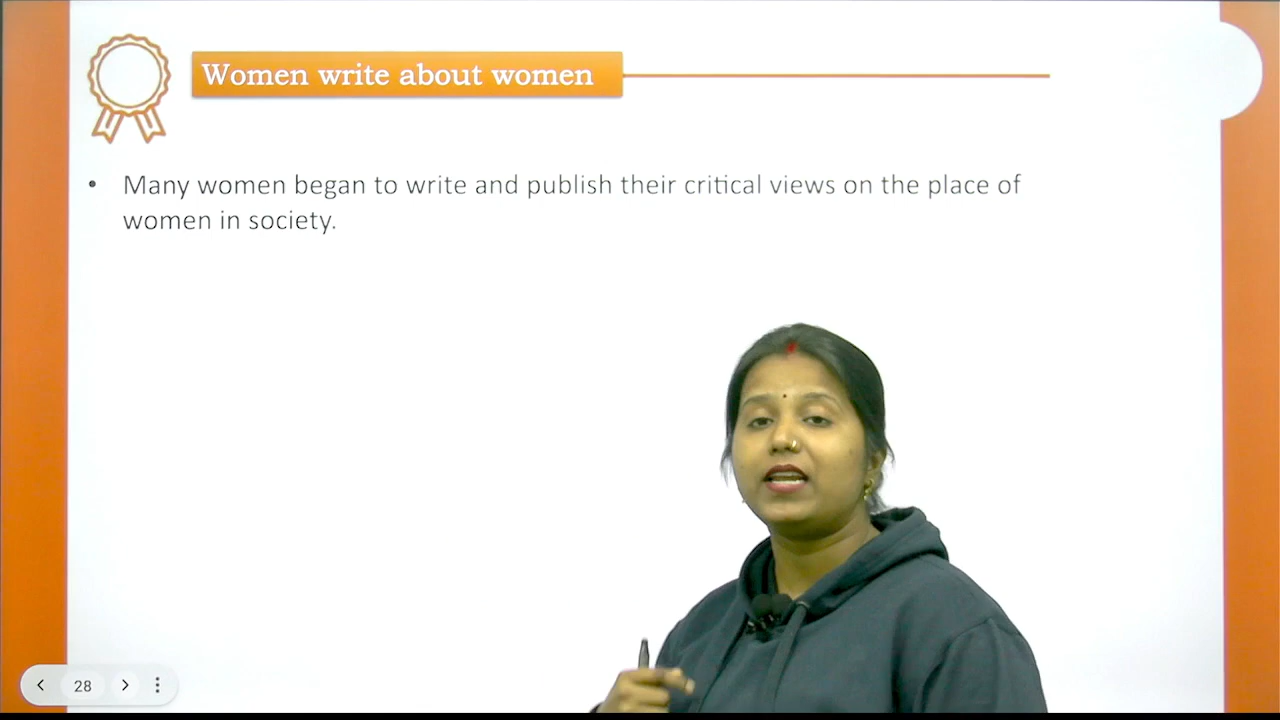 Women write about women
• Many women began to write and publish their critical views on the place of
women in society.
28